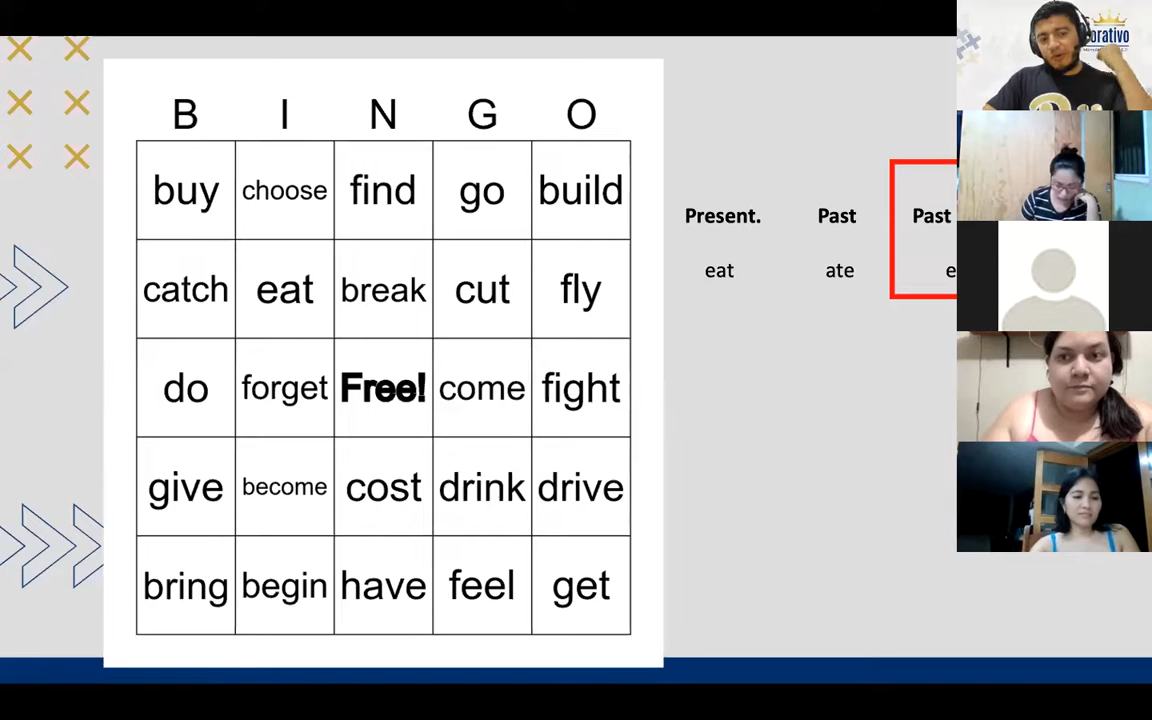 B I N G O
buy choose find go build
catch eat break cut fly
do forget Free! come fight
give become cost drink drive
bring begin have feel get
Present. Past Past
eat ate